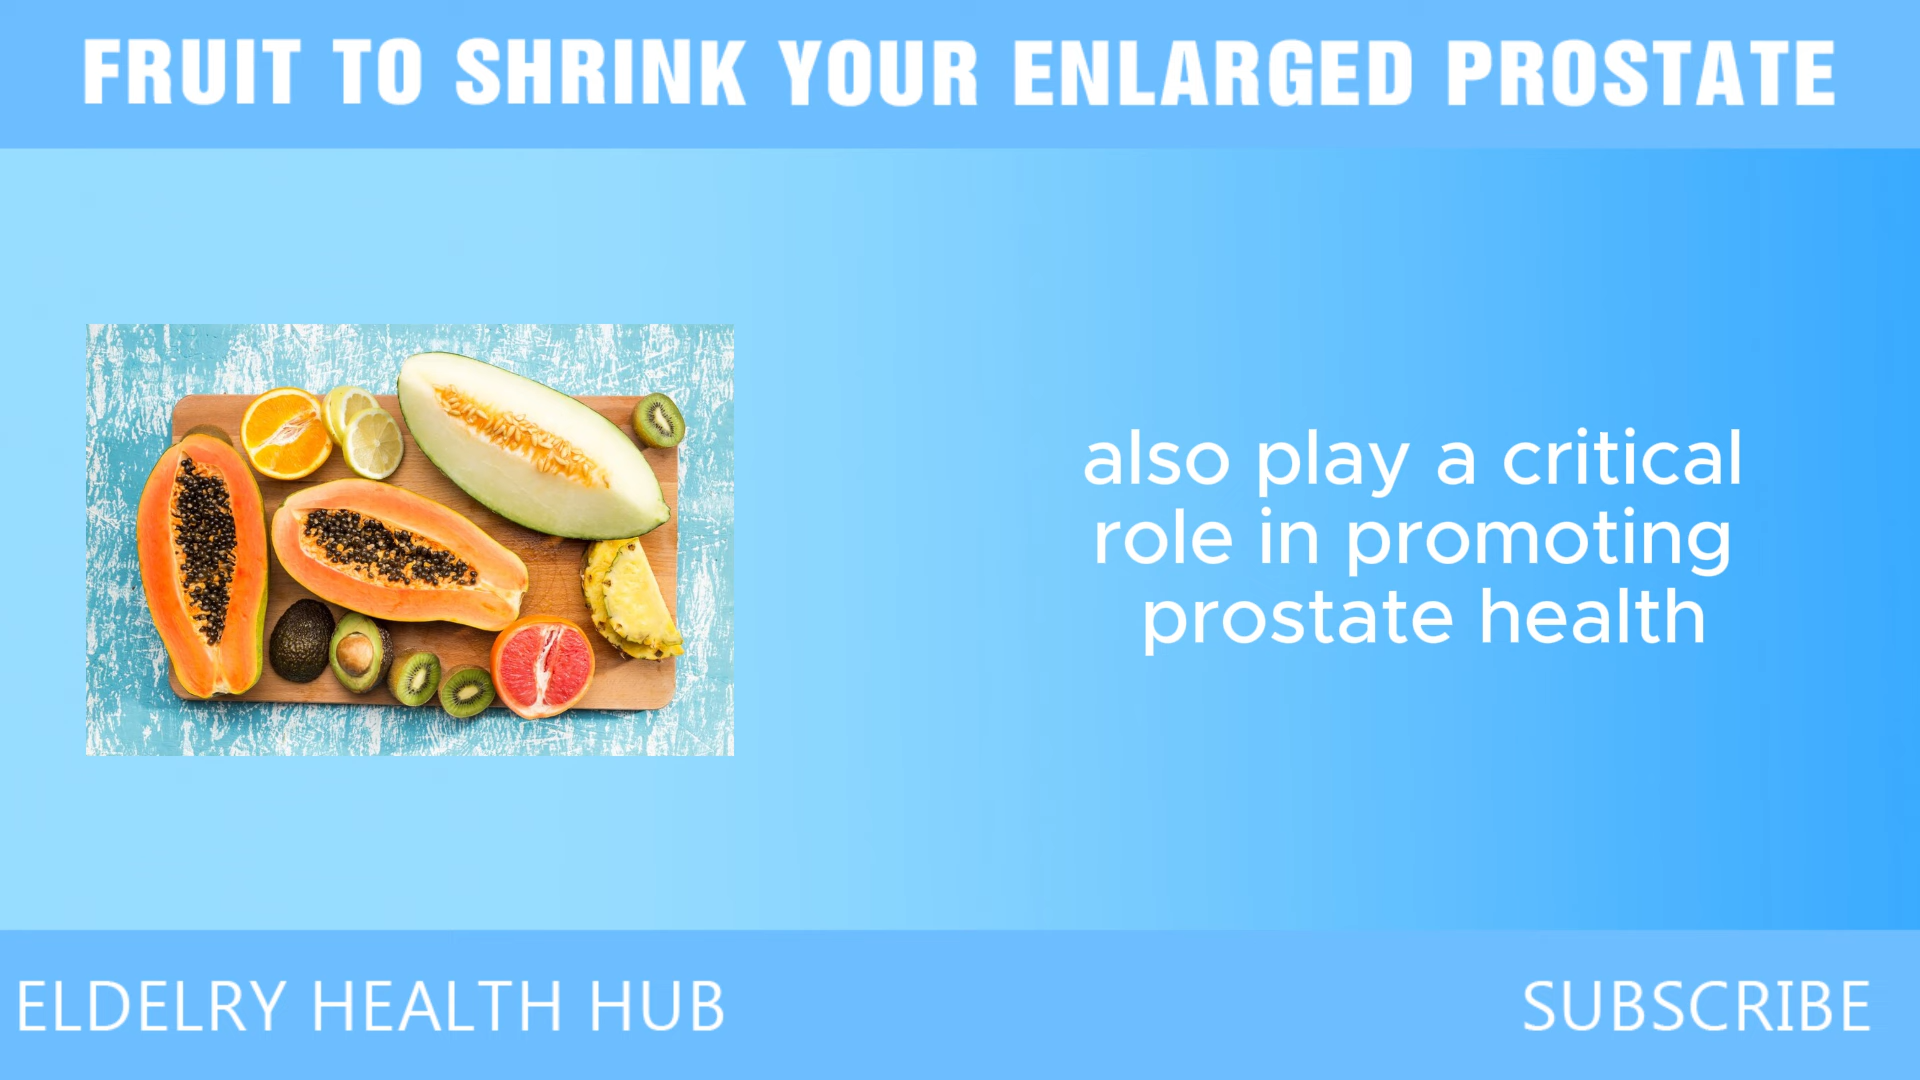 FRUIT TO SHRINK YOUR ENLARGED PROSTATE
also play a critical
role in promoting
prostate health
ELDELRY HEALTH HUB
SUBSCRIBE